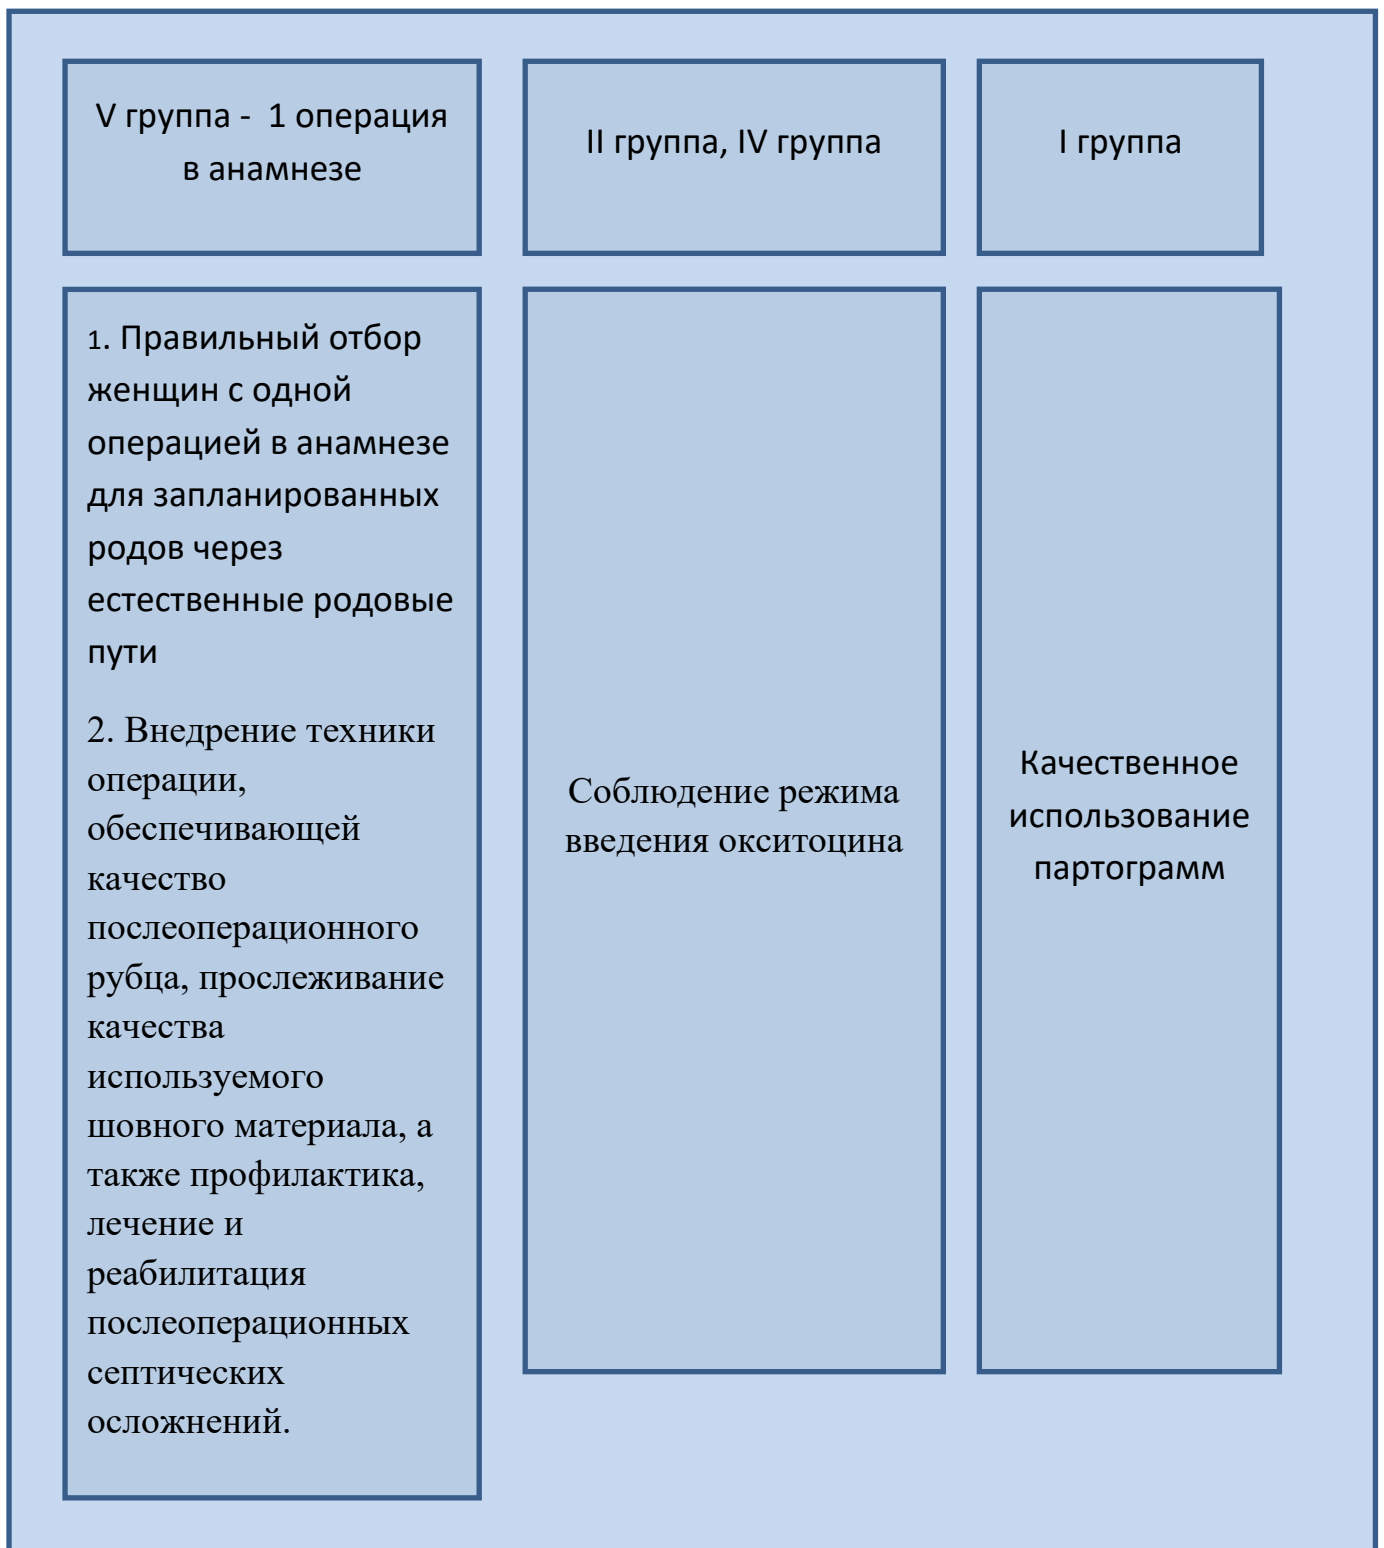 V группа - 1 операция
в анамнезе
II группа, IV группа
I группа
1. Правильный отбор
женщин с одной
операцией в анамнезе
для запланированных
родов через
естественные родовые
пути
2. Внедрение техники
операции,
обеспечивающей
качество
послеоперационного
рубца, прослеживание
качества
используемого
шовного материала, а
также профилактика,
лечение и
реабилитация
послеоперационных
септических
осложнений.
Соблюдение режима
введения окситоцина
Качественное
использование
партограмм